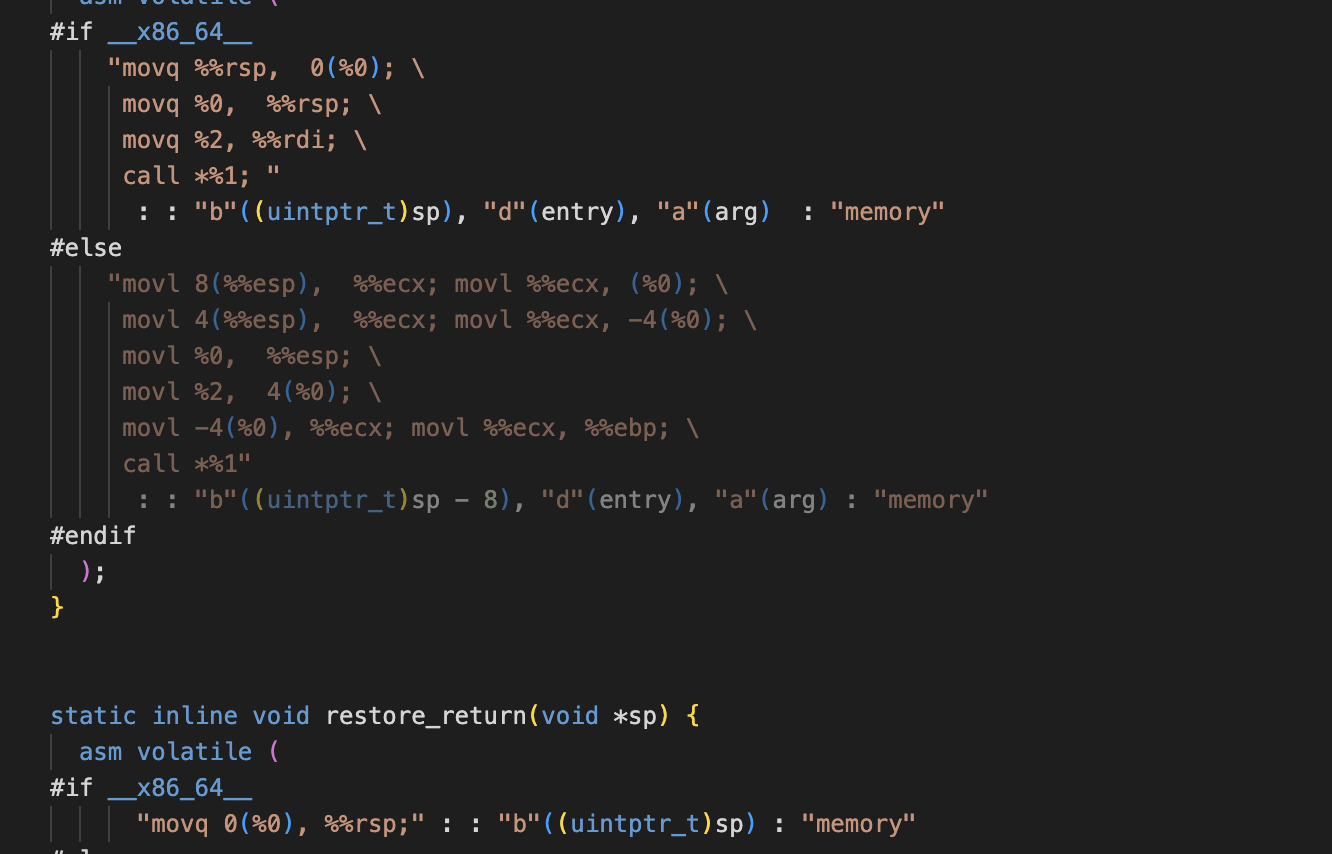 asm volatile (
#if __x86_64__
"movq %%rsp,  0(%0); \
movq %0,  %%rsp; \
movq %2, %%rdi; \
call *%1; "
: : "b"((uintptr_t)sp), "d"(entry), "a"(arg)  : "memory"
#else
"movl 8(%%esp),  %%ecx; movl %%ecx, (%0); \
movl 4(%%esp),  %%ecx; movl %%ecx, -4(%0); \
movl %0,  %%esp; \
movl %2,  4(%0); \
movl -4(%0), %%ecx; movl %%ecx, %%ebp; \
call *%1"
: : "b"((uintptr_t)sp - 8), "d"(entry), "a"(arg) : "memory"
#endif
);
}
static inline void restore_return(void *sp) {
asm volatile (
#if __x86_64__
"movq 0(%0), %%rsp;" : : "b"((uintptr_t)sp) : "memory"